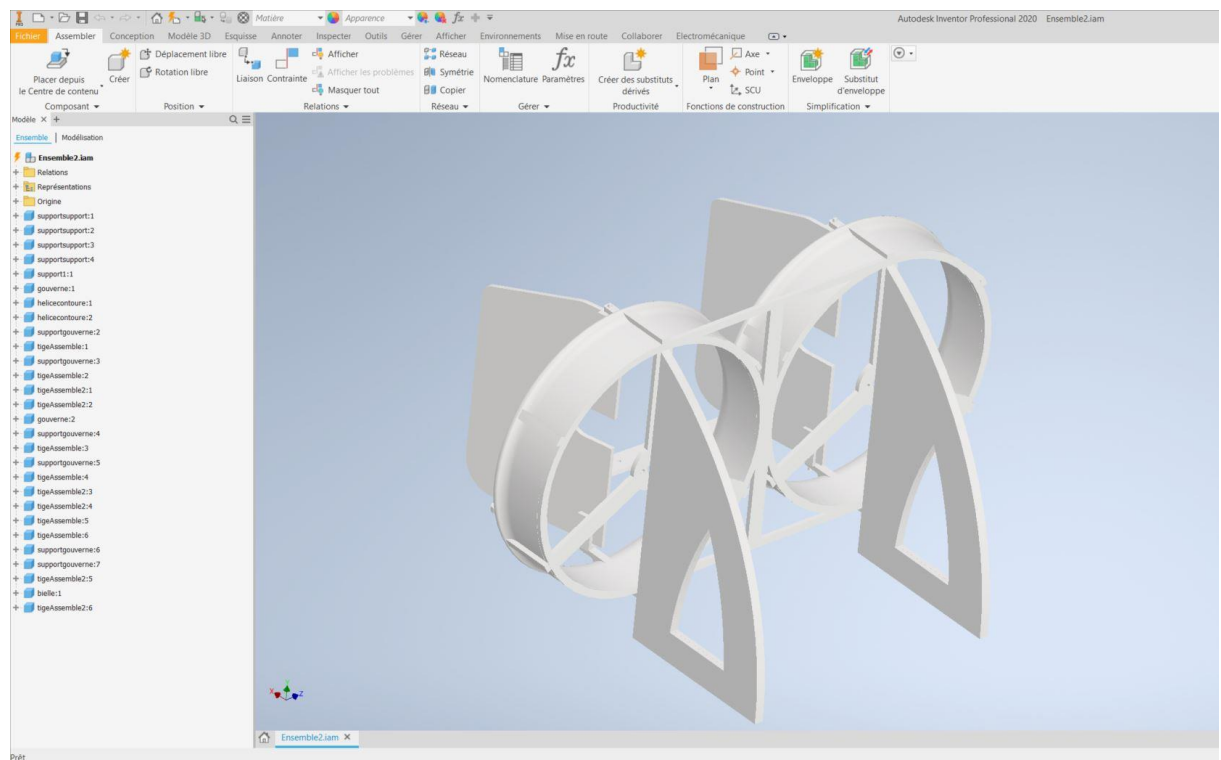 Matière Apparence fx Autodesk Inventor Professional 2020 Ensemble2.iam
PRO
Fichier Assembler Conception Modèle 3D Esquisse Annoter Inspecter Outils Gérer Afficher Environnements Mise en route Collaborer Electromécanique
Placer depuis
le Centre de contenu
Créer
Déplacement libre
Rotation libre
Liaison Contrainte
Afficher
Afficher les problèmes
Masquer tout
Réseau
Symétrie
Copier
Nomenclature
fx
Paramètres
Créer des substituts
dérivés
Plan
Axe
Point
SCU
Enveloppe
Substitut
d'enveloppe
Composant Position Relations Réseau Gérer Productivité Fonctions de construction Simplification
Modèle × +
Ensemble | Modélisation
Ensemble2.iam
Relations
Représentations
Origine
supportsupport:1
supportsupport:2
supportsupport:3
supportsupport:4
support1:1
gouverne:1
helicecontoure:1
helicecontoure:2
supportgouverne:2
tigeAssemble:1
supportgouverne:3
tigeAssemble:2
tigeAssemble2:1
tigeAssemble2:2
gouverne:2
supportgouverne:4
tigeAssemble:3
supportgouverne:5
tigeAssemble:4
tigeAssemble2:3
tigeAssemble2:4
tigeAssemble:5
tigeAssemble:6
supportgouverne:6
supportgouverne:7
tigeAssemble2:5
bielle:1
tigeAssemble2:6
X Y Z
Ensemble2.iam ×
Prêt